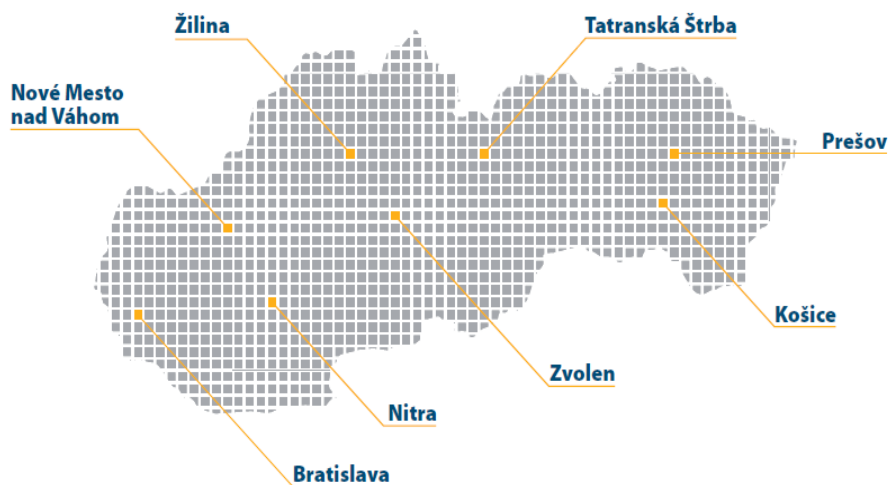 Žilina
Tatranská Štrba
Nové Mesto
nad Váhom
Prešov
Košice
Zvolen
Nitra
Bratislava